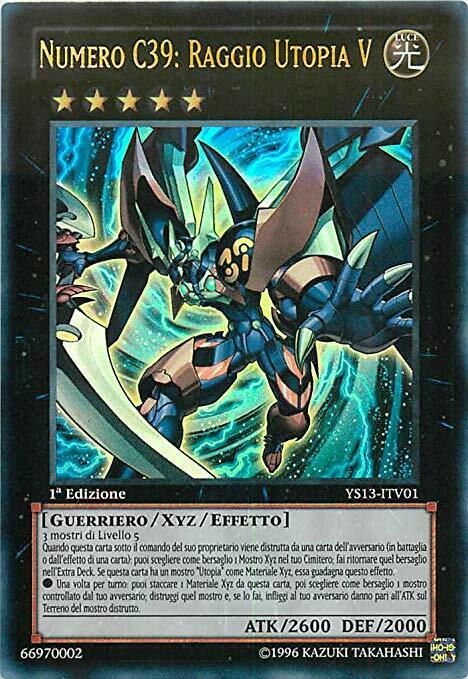 NUMERO C39: RAGGIO UTOPIA V
LUCE
光
39
1ª Edizione
YS13-ITV01
[GUERRIERO/XYZ/EFFETTO]
3 mostri di Livello 5
Quando questa carta sotto il comando del suo proprietario viene distrutta da una carta dell'avversario (in battaglia
o dall'effetto di una carta): puoi scegliere come bersaglio 1 Mostro Xyz nel tuo Cimitero; fai ritornare quel bersaglio
nell'Extra Deck. Se questa carta ha un mostro "Utopia" come Materiale Xyz, essa guadagna questo effetto.
● Una volta per turno: puoi staccare 1 Materiale Xyz da questa carta, poi scegliere come bersaglio 1 mostro
controllato dal tuo avversario; distruggi quel mostro e, se lo fai, infliggi al tuo avversario danno pari all'ATK sul
Terreno del mostro distrutto.
ATK/2600 DEF/2000
66970002
©1996 KAZUKI TAKAHASHI